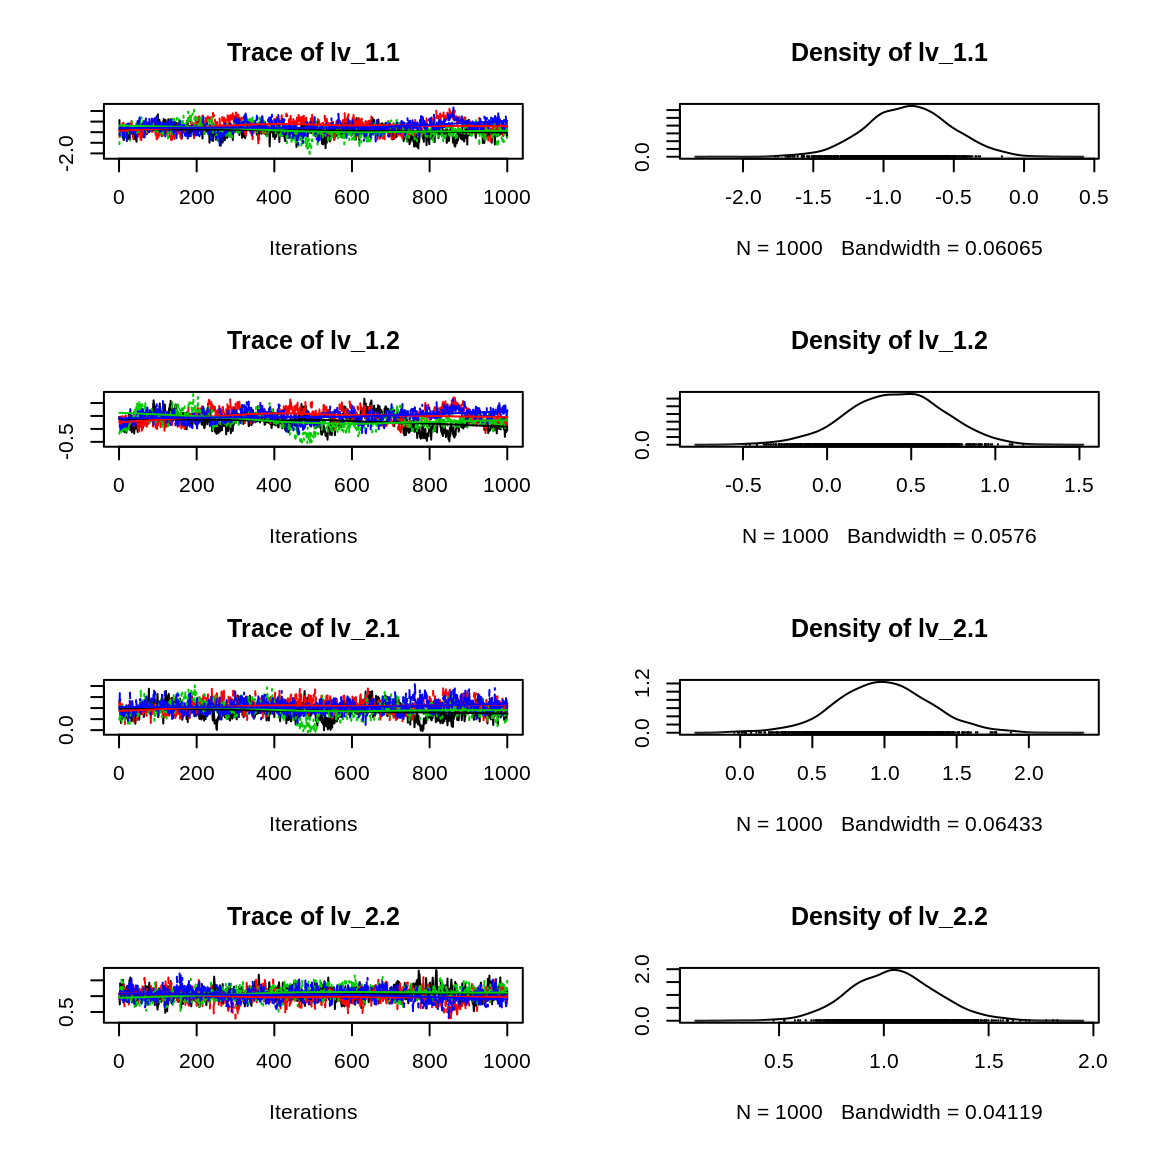 Trace of lv_1.1
-2.0
0 200 400 600 800 1000
Iterations
Density of lv_1.1
0.0
-2.0 -1.5 -1.0 -0.5 0.0 0.5
N = 1000 Bandwidth = 0.06065
Trace of lv_1.2
-0.5
0 200 400 600 800 1000
Iterations
Density of lv_1.2
0.0
-0.5 0.0 0.5 1.0 1.5
N = 1000 Bandwidth = 0.0576
Trace of lv_2.1
0.0
0 200 400 600 800 1000
Iterations
Density of lv_2.1
0.0 1.2
0.0 0.5 1.0 1.5 2.0
N = 1000 Bandwidth = 0.06433
Trace of lv_2.2
0.5
0 200 400 600 800 1000
Iterations
Density of lv_2.2
0.0 2.0
0.5 1.0 1.5 2.0
N = 1000 Bandwidth = 0.04119